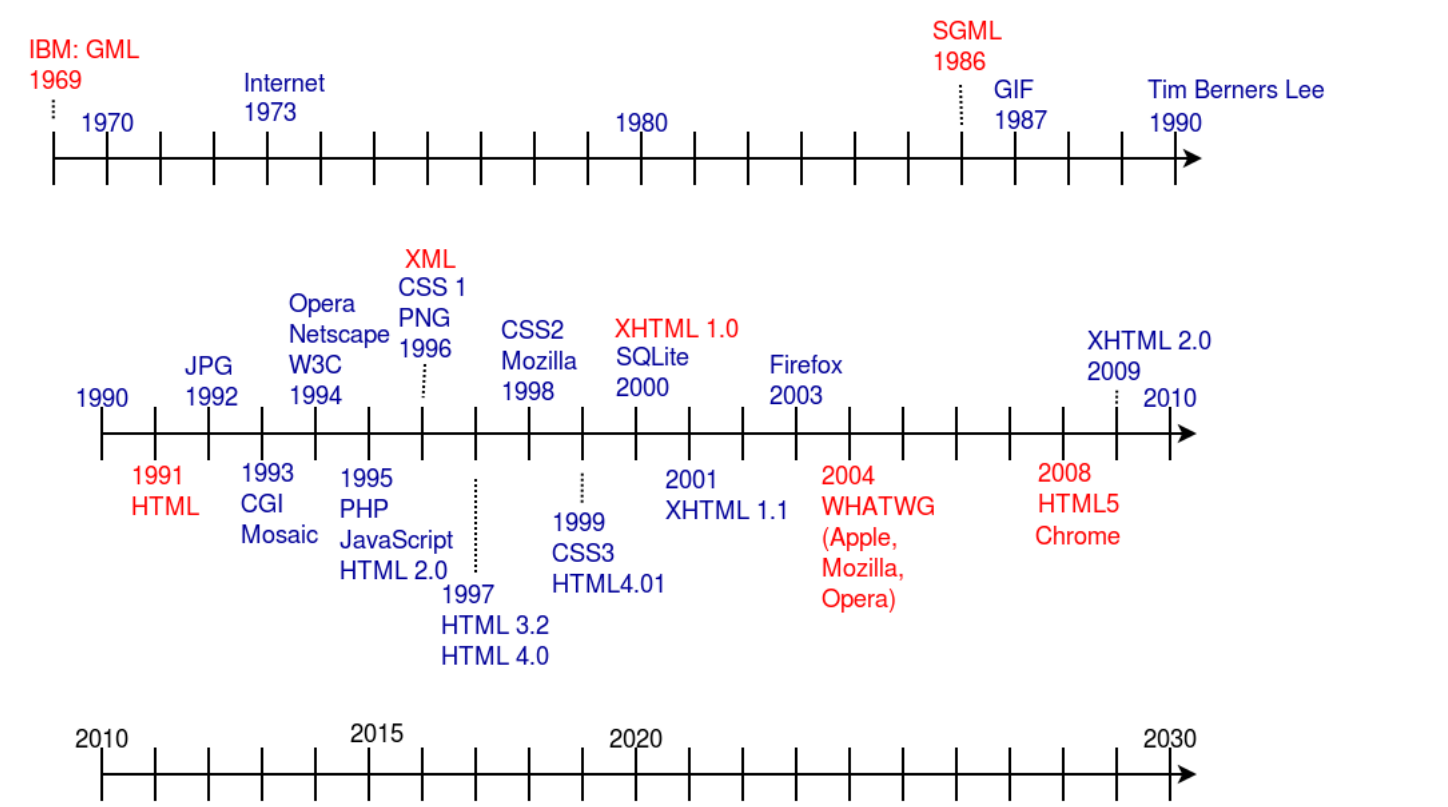 IBM: GML
1969
1970
Internet
1973
1980
SGML
1986
GIF
1987
Tim Berners Lee
1990
1990
JPG
1992
Opera
Netscape
W3C
1994
XML
CSS 1
PNG
1996
CSS2
Mozilla
1998
XHTML 1.0
SQLite
2000
Firefox
2003
XHTML 2.0
2009
2010
1991
HTML
1993
CGI
Mosaic
1995
PHP
JavaScript
HTML 2.0
1997
HTML 3.2
HTML 4.0
1999
CSS3
HTML4.01
2001
XHTML 1.1
2004
WHATWG
(Apple,
Mozilla,
Opera)
2008
HTML5
Chrome
2010
2015
2020
2030